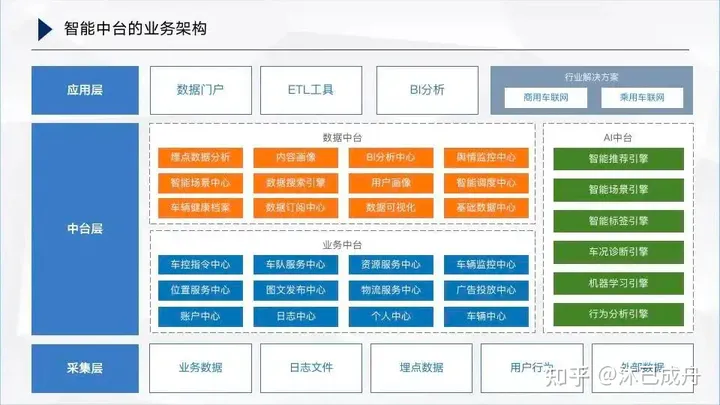 智能中台的业务架构
应用层
数据门户
ETL工具
BI分析
行业解决方案
商用车联网
乘用车联网
中台层
数据中台
埋点数据分析
内容画像
BI分析中心
舆情监控中心
智能场景中心
数据搜索引擎
用户画像
智能调度中心
车辆健康档案
数据订阅中心
数据可视化
基础数据中心
业务中台
车控指令中心
车队服务中心
资源服务中心
车辆监控中心
位置服务中心
图文发布中心
物流服务中心
广告投放中心
账户中心
日志中心
个人中心
车辆中心
AI中台
智能推荐引擎
智能场景引擎
智能标签引擎
车况诊断引擎
机器学习引擎
行为分析引擎
采集层
业务数据
日志文件
埋点数据
用户行为
外部数据
知乎 @沐已成舟